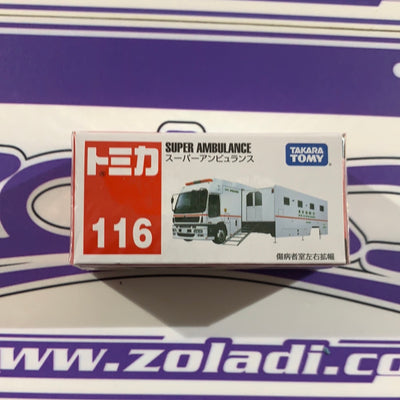 トミカ
116
SUPER AMBULANCE
スーパーアンビュランス
TAKARA
TOMY
傷病者室左右拡幅
www.zoladi.co